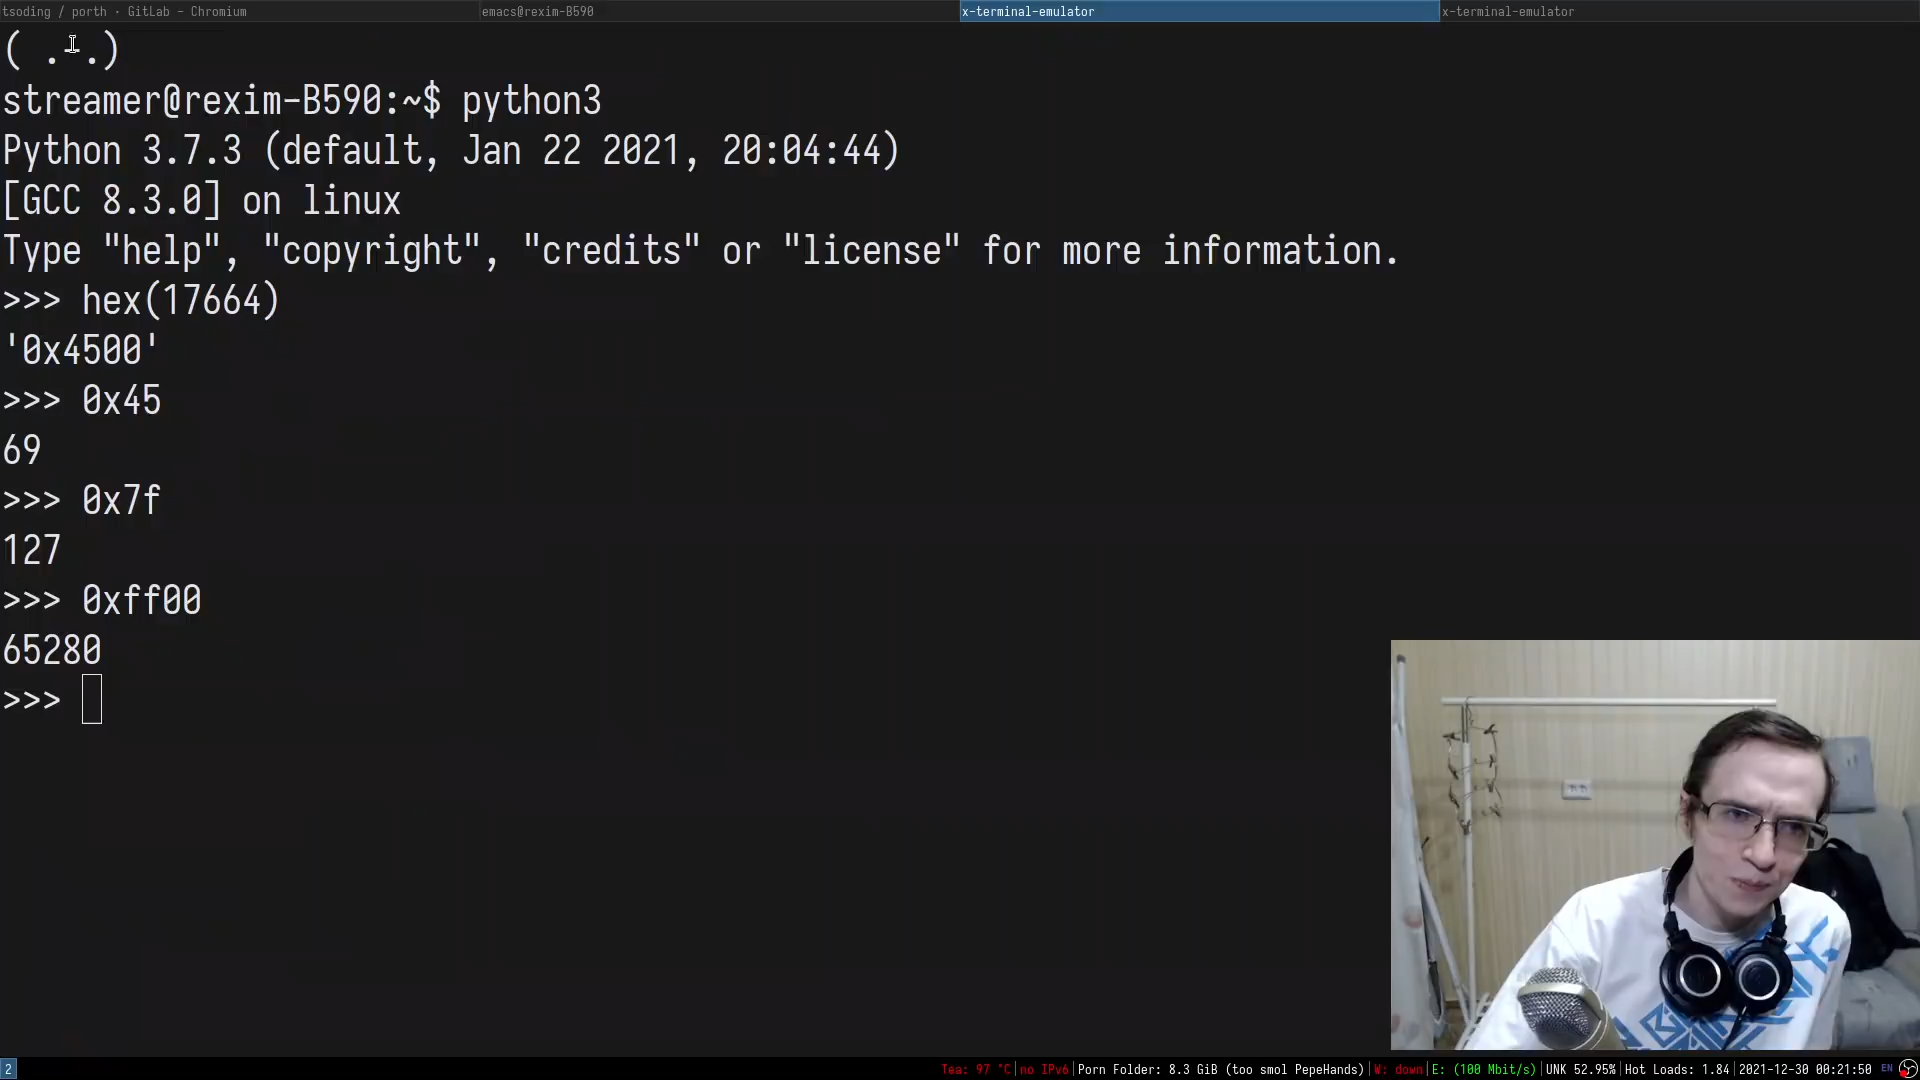 tsoding / porth · GitLab - Chromium
emacs@rexim-B590
x-terminal-emulator
x-terminal-emulator
( .-.)
streamer@rexim-B590:~$ python3
Python 3.7.3 (default, Jan 22 2021, 20:04:44)
[GCC 8.3.0] on linux
Type "help", "copyright", "credits" or "license" for more information.
>>> hex(17664)
'0x4500'
>>> 0x45
69
>>> 0x7f
127
>>> 0xff00
65280
>>>
2
Tea: 97 °C|no IPv6|Porn Folder: 8.3 GiB (too smol PepeHands)|W: down|E: (100 Mbit/s)|UNK 52.95%|Hot Loads: 1.84|2021-12-30 00:21:50 EN